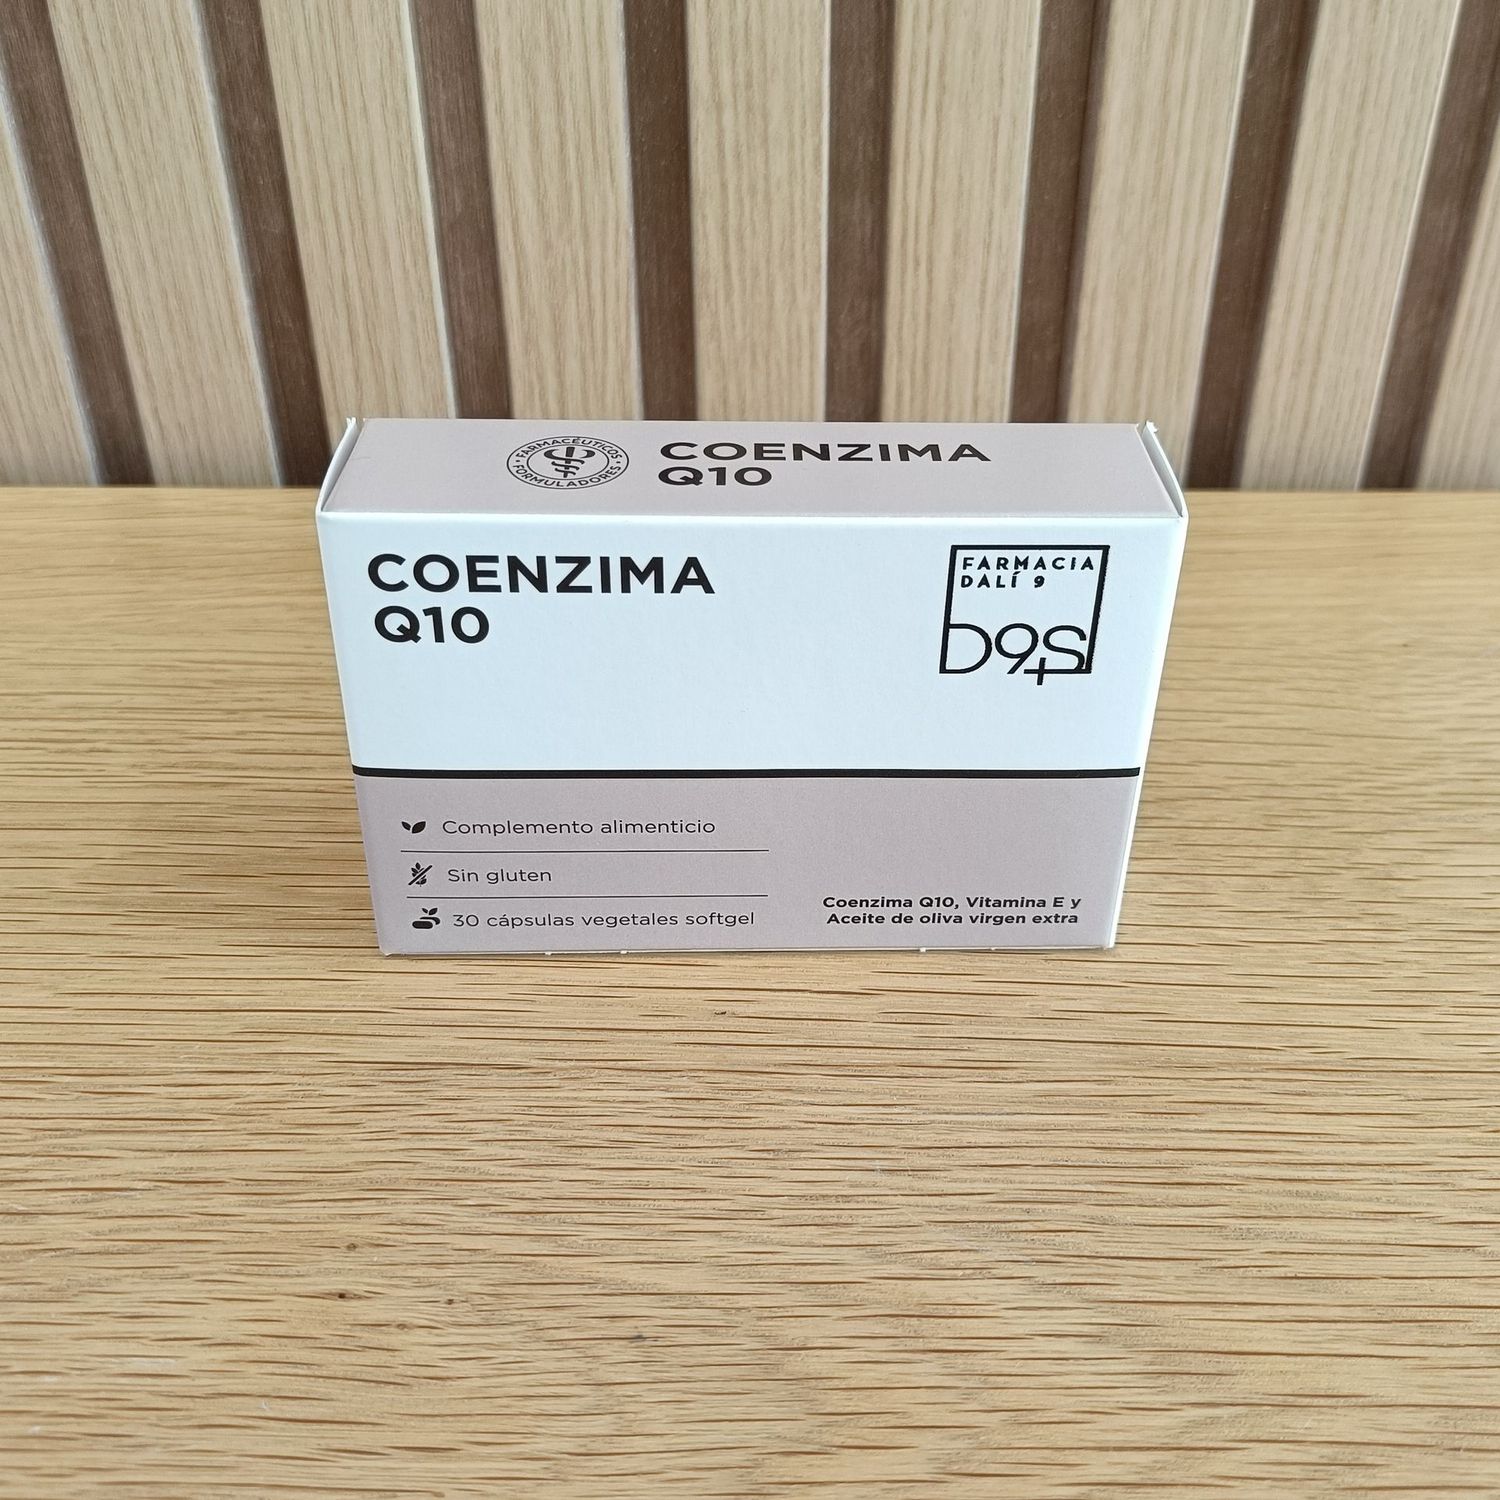 FARMACÉUTICOS
FORMULADORES
COENZIMA
Q10
COENZIMA
Q10
FARMACIA
DALÍ 9
D9+S
Complemento alimenticio
Sin gluten
30 cápsulas vegetales softgel
Coenzima Q10, Vitamina E y
Aceite de oliva virgen extra